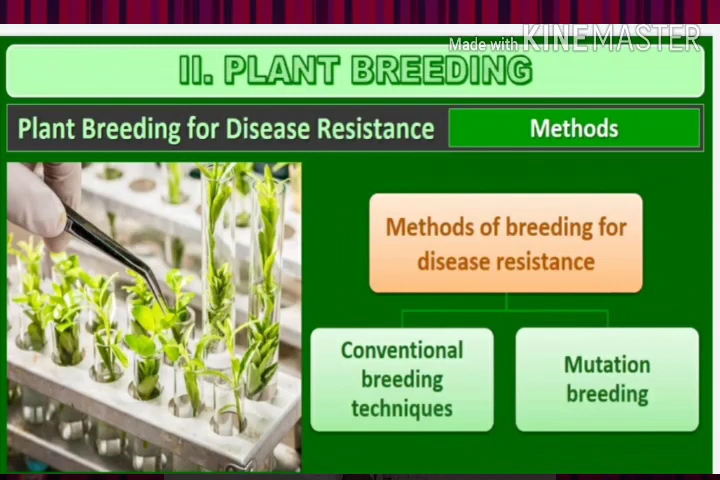 Made with KINEMASTER
II. PLANT BREEDING
Plant Breeding for Disease Resistance
Methods
Methods of breeding for
disease resistance
Conventional
breeding
techniques
Mutation
breeding